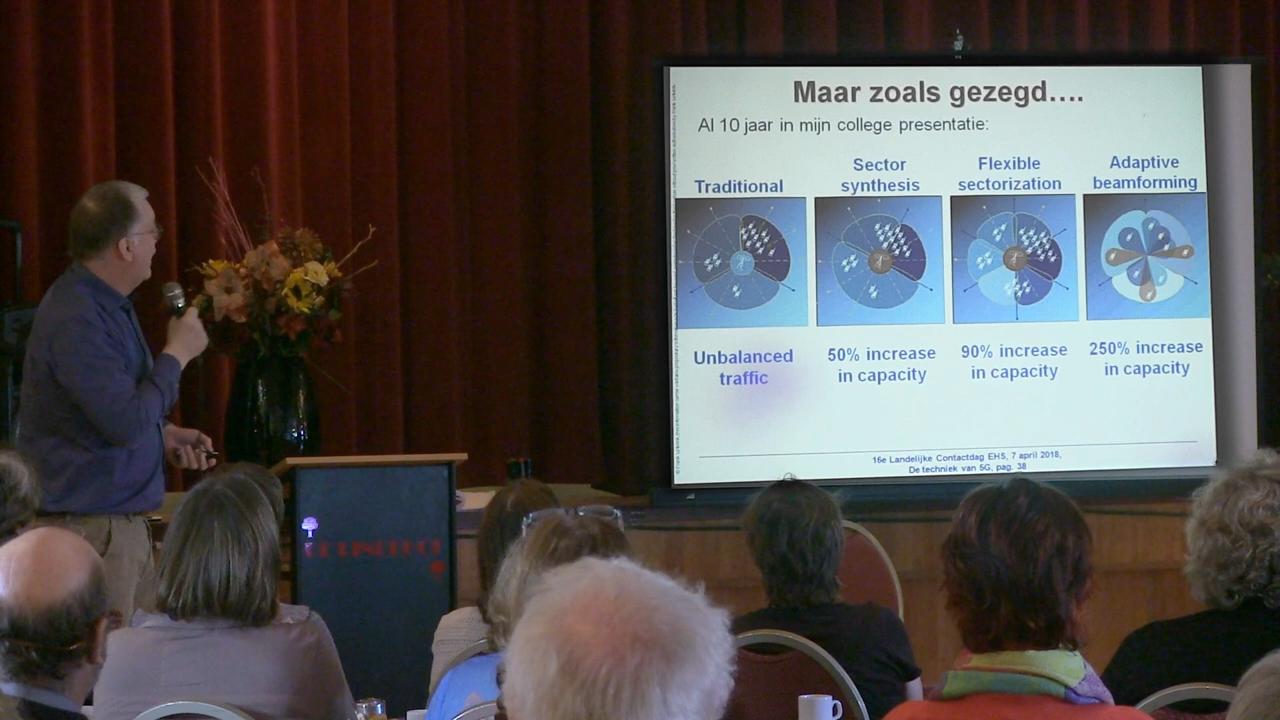 Maar zoals gezegd....
Al 10 jaar in mijn college presentatie:
Traditional
Sector
synthesis
Flexible
sectorization
Adaptive
beamforming
Unbalanced
traffic
50% increase
in capacity
90% increase
in capacity
250% increase
in capacity
16e Landelijke Contactdag EHS, 7 april 2018,
De techniek van 5G, pag. 38